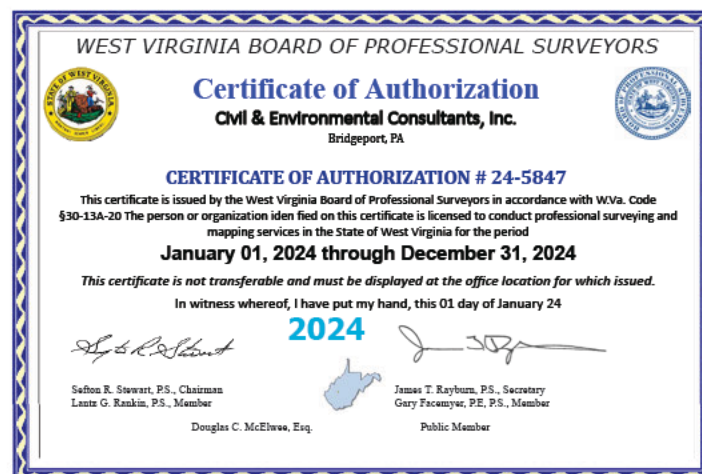 WEST VIRGINIA BOARD OF PROFESSIONAL SURVEYORS
STATE OF WEST VIRGINIA
Certificate of Authorization
Civil & Environmental Consultants, Inc.
Bridgeport, PA
CERTIFICATE OF AUTHORIZATION # 24-5847
This certificate is issued by the West Virginia Board of Professional Surveyors in accordance with W.Va. Code
§30-13A-20 The person or organization iden fied on this certificate is licensed to conduct professional surveying and
mapping services in the State of West Virginia for the period
January 01, 2024 through December 31, 2024
This certificate is not transferable and must be displayed at the office location for which issued.
In witness whereof, I have put my hand, this 01 day of January 24
2024
Sefton R. Stewart, P.S., Chairman
Lantz G. Rankin, P.S., Member
James T. Rayburn, P.S., Secretary
Gary Facemyer, P.E, P.S., Member
Douglas C. McElwee, Esq. Public Member